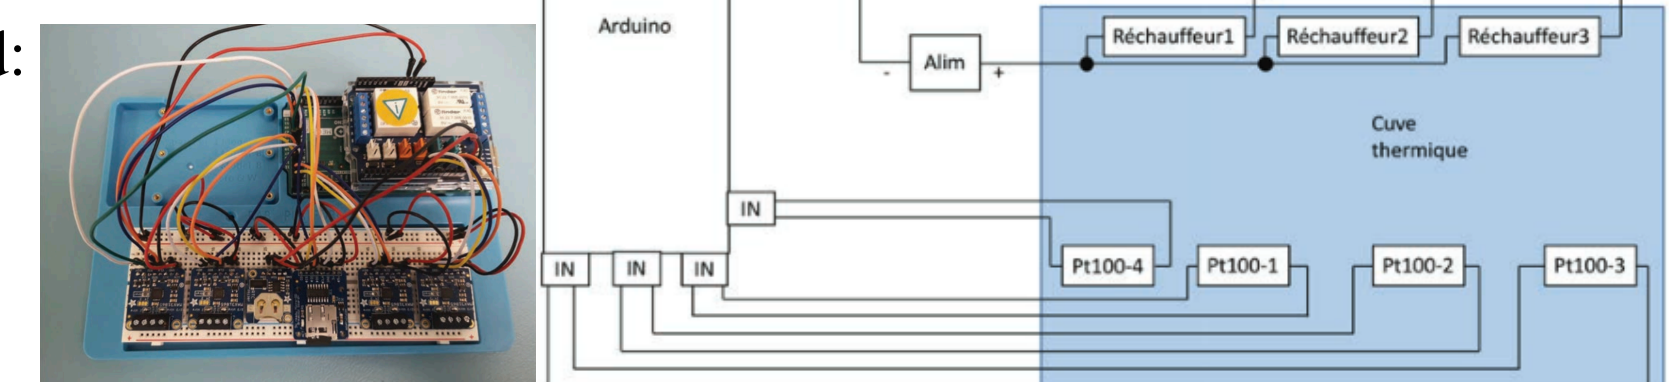 d:
Arduino
Réchauffeur1
Réchauffeur2
Réchauffeur3
-
Alim
+
Cuve
thermique
IN
IN
IN
IN
Pt100-4
Pt100-1
Pt100-2
Pt100-3